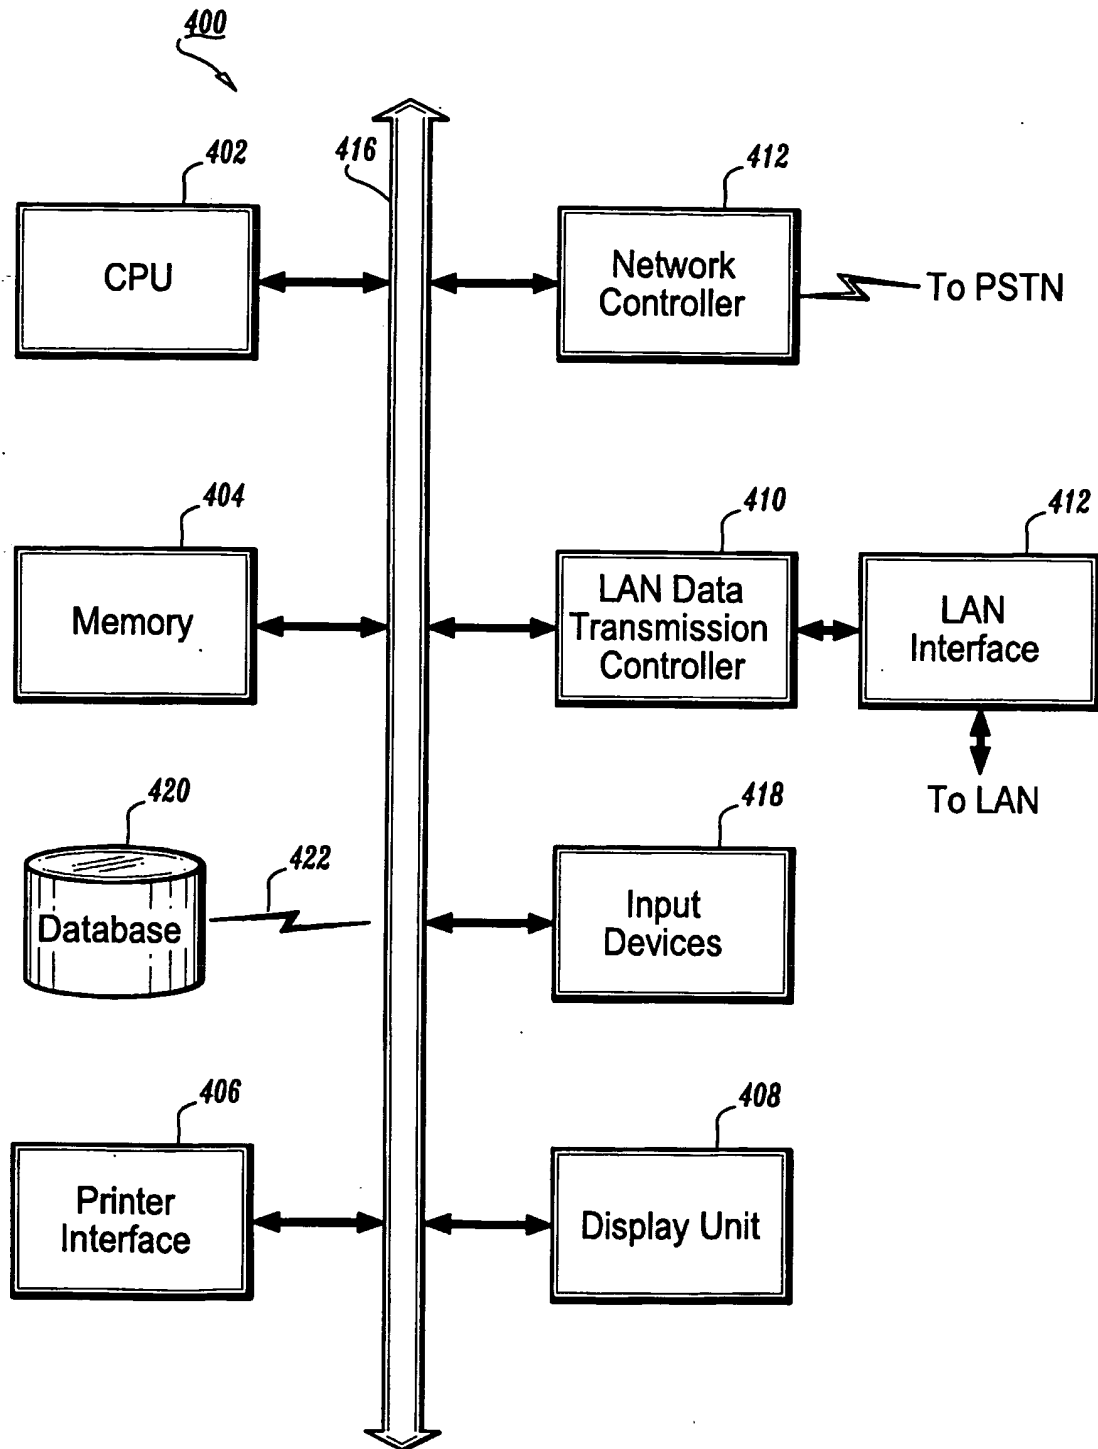 400
402
416
412
CPU
Network
Controller
To PSTN
404
410
412
Memory
LAN Data
Transmission
Controller
LAN
Interface
To LAN
420
422
418
Database
Input
Devices
406
408
Printer
Interface
Display Unit